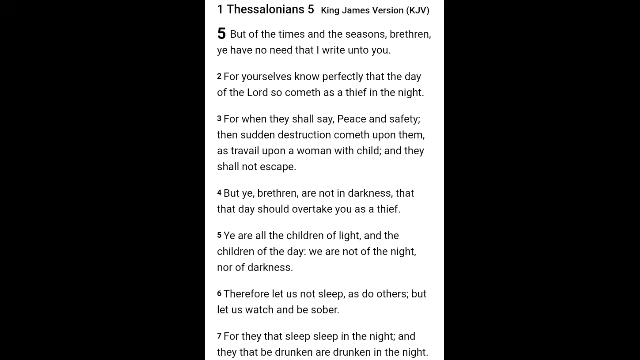 1 Thessalonians 5 King James Version (KJV)
5 But of the times and the seasons, brethren,
ye have no need that I write unto you.
2 For yourselves know perfectly that the day
of the Lord so cometh as a thief in the night.
3 For when they shall say, Peace and safety;
then sudden destruction cometh upon them,
as travail upon a woman with child; and they
shall not escape.
4 But ye, brethren, are not in darkness, that
that day should overtake you as a thief.
5 Ye are all the children of light, and the
children of the day: we are not of the night,
nor of darkness.
6 Therefore let us not sleep, as do others; but
let us watch and be sober.
7 For they that sleep sleep in the night; and
they that be drunken are drunken in the night.